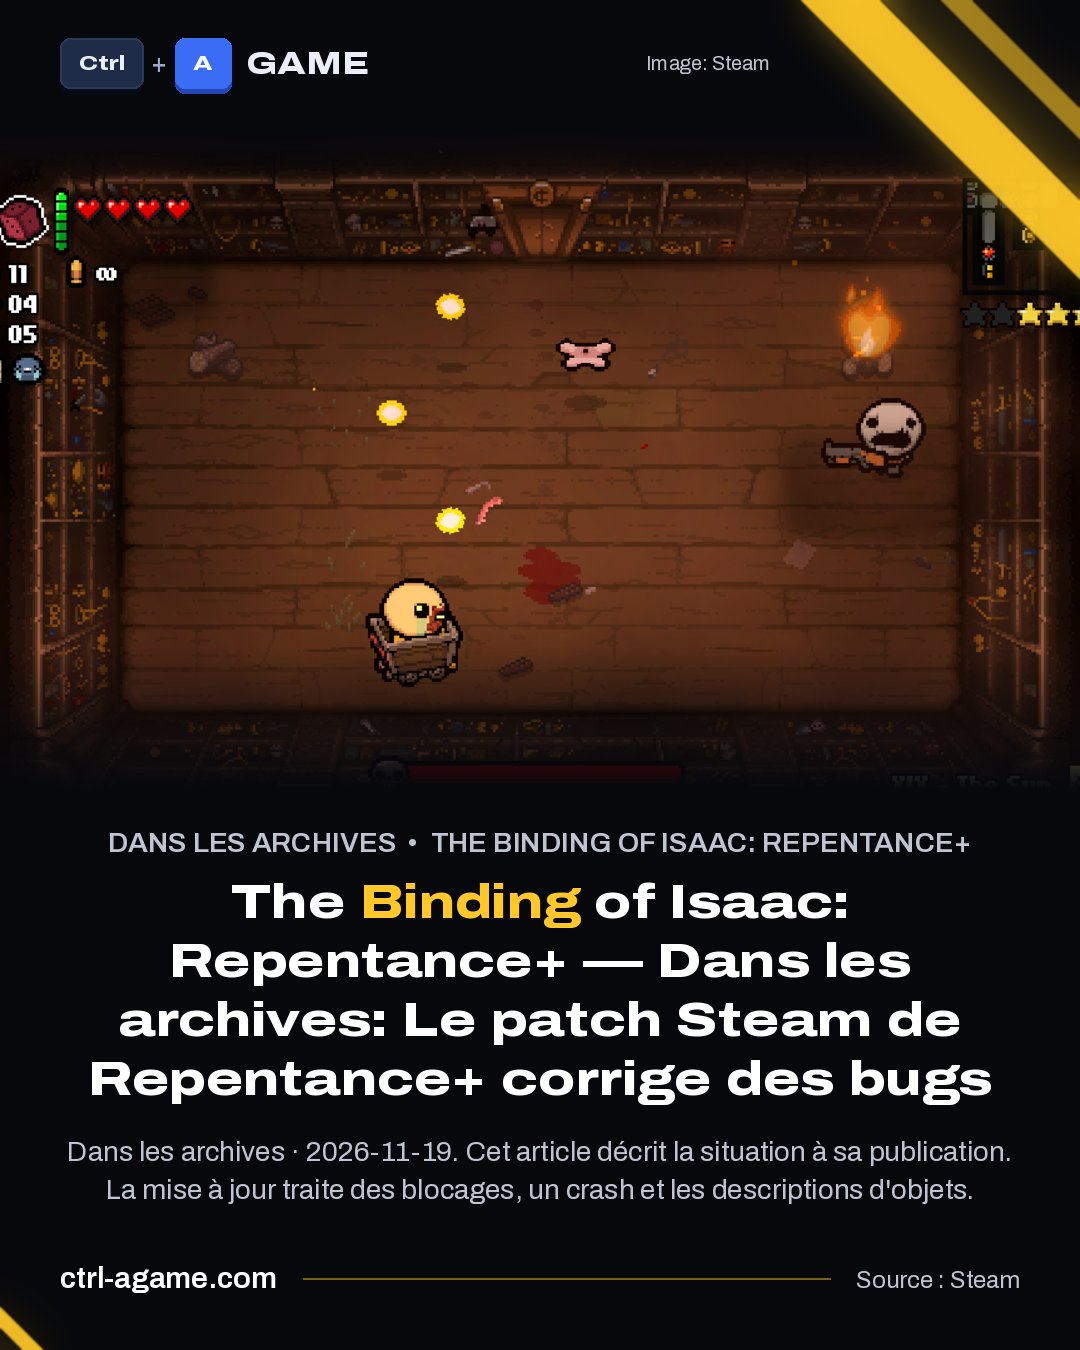 Ctrl + A GAME
Image: Steam
11
04
05
XIX - The Sun
DANS LES ARCHIVES • THE BINDING OF ISAAC: REPENTANCE+
The Binding of Isaac:
Repentance+ — Dans les
archives: Le patch Steam de
Repentance+ corrige des bugs
Dans les archives · 2026-11-19. Cet article décrit la situation à sa publication.
La mise à jour traite des blocages, un crash et les descriptions d'objets.
ctrl-agame.com
Source : Steam